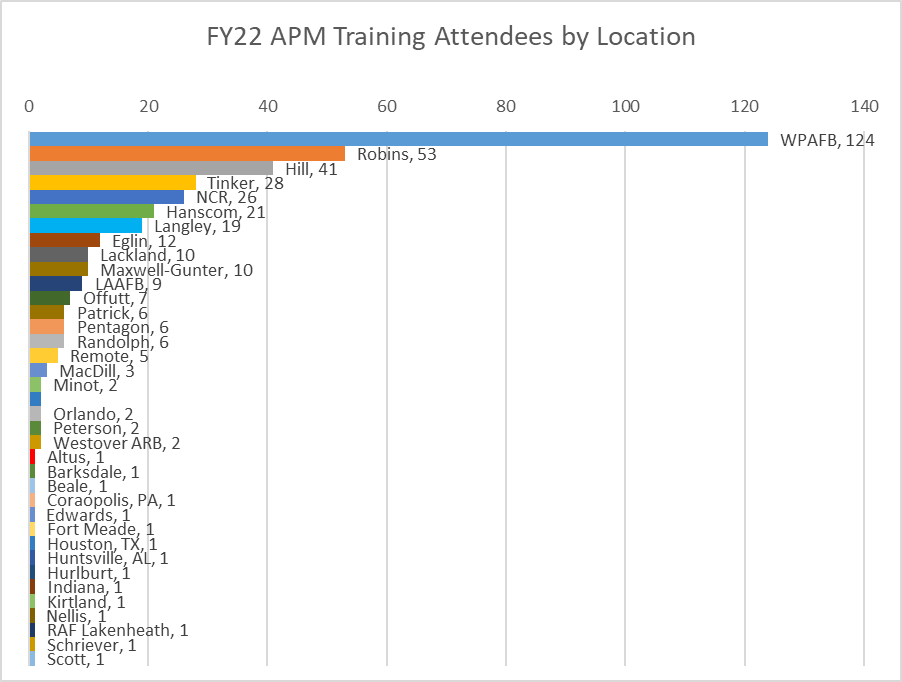 FY22 APM Training Attendees by Location
0 20 40 60 80 100 120 140
WPAFB, 124
Robins, 53
Hill, 41
Tinker, 28
NCR, 26
Hanscom, 21
Langley, 19
Eglin, 12
Lackland, 10
Maxwell-Gunter, 10
LAAFB, 9
Offutt, 7
Patrick, 6
Pentagon, 6
Randolph, 6
Remote, 5
MacDill, 3
Minot, 2
Orlando, 2
Peterson, 2
Westover ARB, 2
Altus, 1
Barksdale, 1
Beale, 1
Coraopolis, PA, 1
Edwards, 1
Fort Meade, 1
Houston, TX, 1
Huntsville, AL, 1
Hurlburt, 1
Indiana, 1
Kirtland, 1
Nellis, 1
RAF Lakenheath, 1
Schriever, 1
Scott, 1